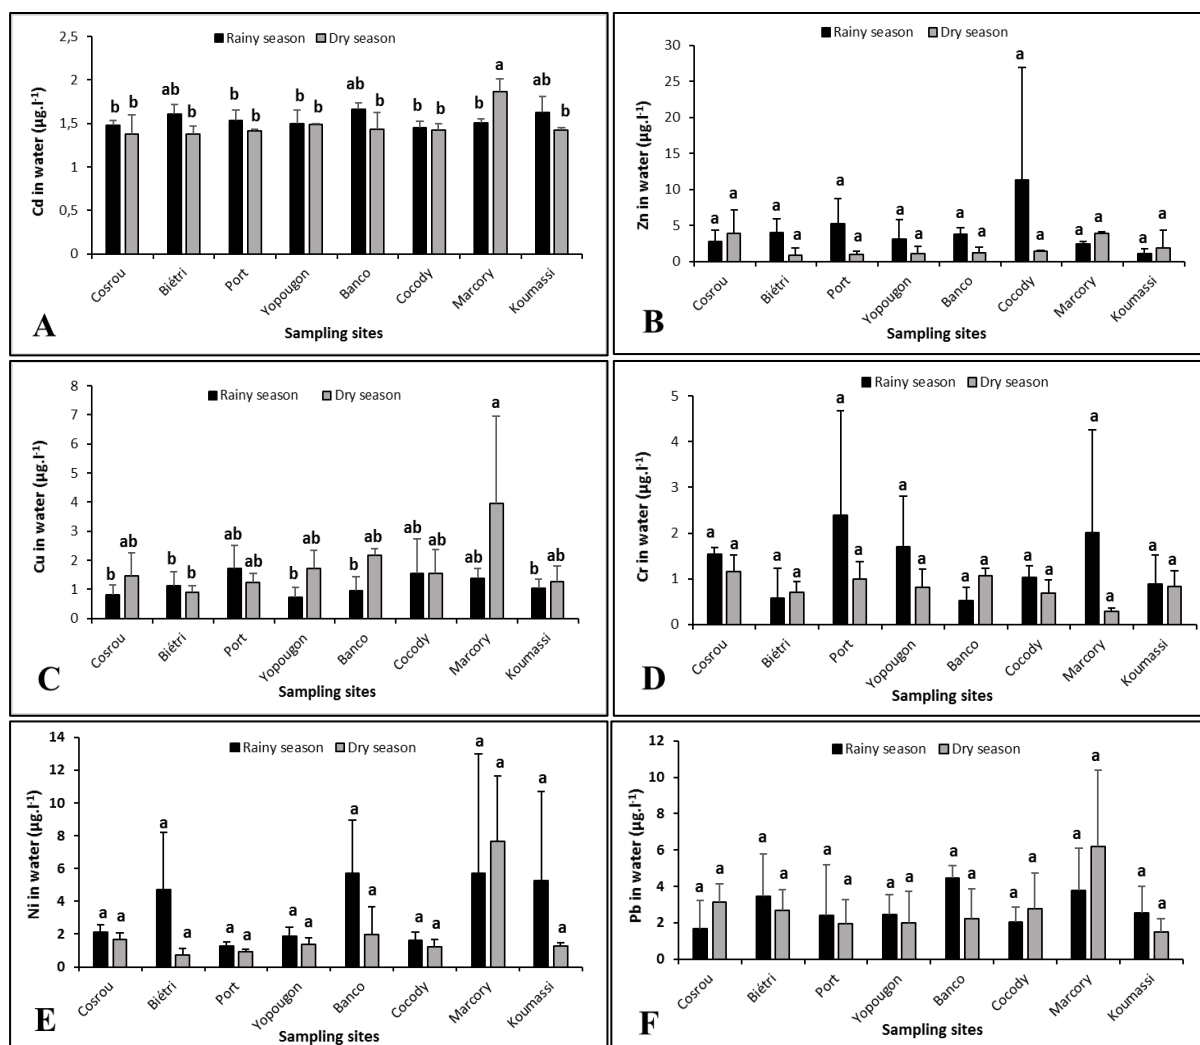 Rainy season Dry season
Cd in water (µg.l-1)
2,5
2
1,5
1
0,5
0
b b ab b b b b b ab b b b b a ab b
Cosrou Biétri Port Yopougon Banco Cocody Marcory Koumassi
Sampling sites
A
Rainy season Dry season
Zn in water (µg.l-1)
30
25
20
15
10
5
0
a a a a a a a a a a a a a a a a
Cosrou Biétri Port Yopougon Banco Cocody Marcory Koumassi
Sampling sites
B
Rainy season Dry season
Cu in water (µg.l-1)
8
7
6
5
4
3
2
1
0
b ab b b ab ab b ab b ab ab ab ab a b ab
Cosrou Biétri Port Yopougon Banco Cocody Marcory Koumassi
Sampling sites
C
Rainy season Dry season
Cr in water (µg.l-1)
5
4
3
2
1
0
a a a a a a a a a a a a a a a a
Cosrou Biétri Port Yopougon Banco Cocody Marcory Koumassi
Sampling sites
D
Rainy season Dry season
Ni in water (µg.l-1)
14
12
10
8
6
4
2
0
a a a a a a a a a a a a a a a a
Cosrou Biétri Port Yopougon Banco Cocody Marcory Koumassi
Sampling sites
E
Rainy season Dry season
Pb in water (µg.l-1)
12
10
8
6
4
2
0
a a a a a a a a a a a a a a a a
Cosrou Biétri Port Yopougon Banco Cocody Marcory Koumassi
Sampling sites
F